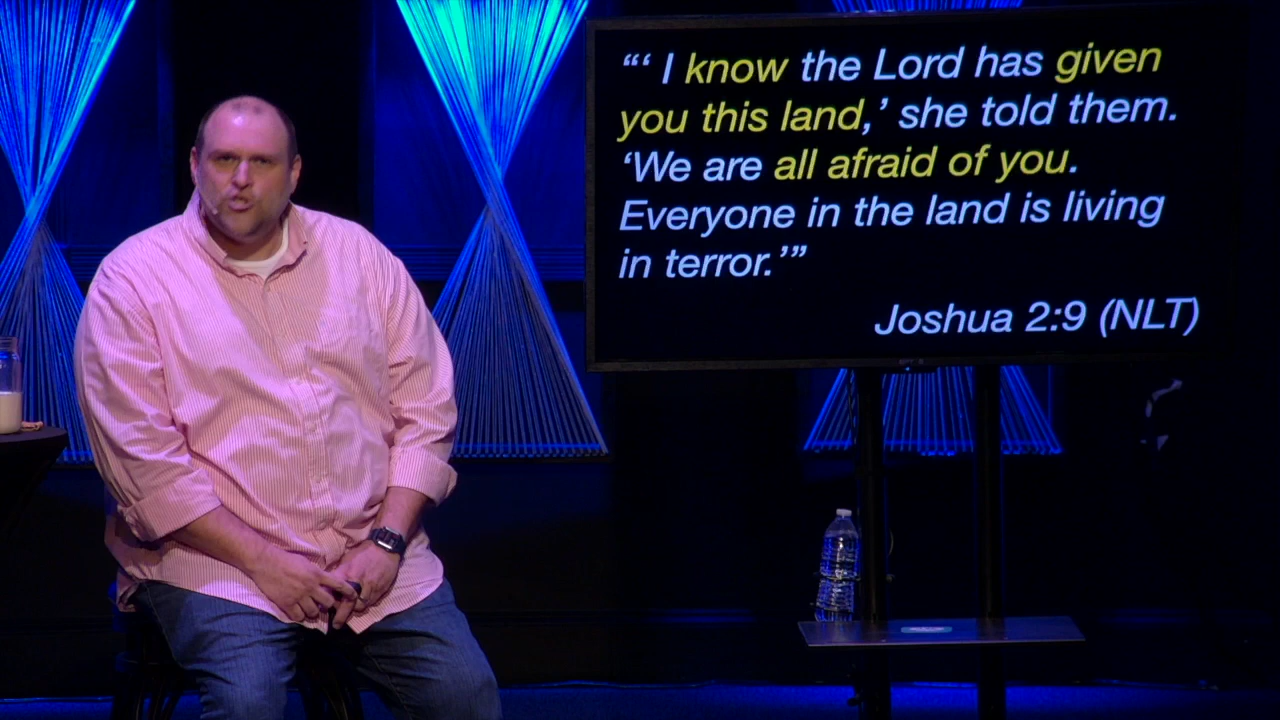 “‘ I know the Lord has given
you this land,’ she told them.
‘We are all afraid of you.
Everyone in the land is living
in terror.’”
Joshua 2:9 (NLT)